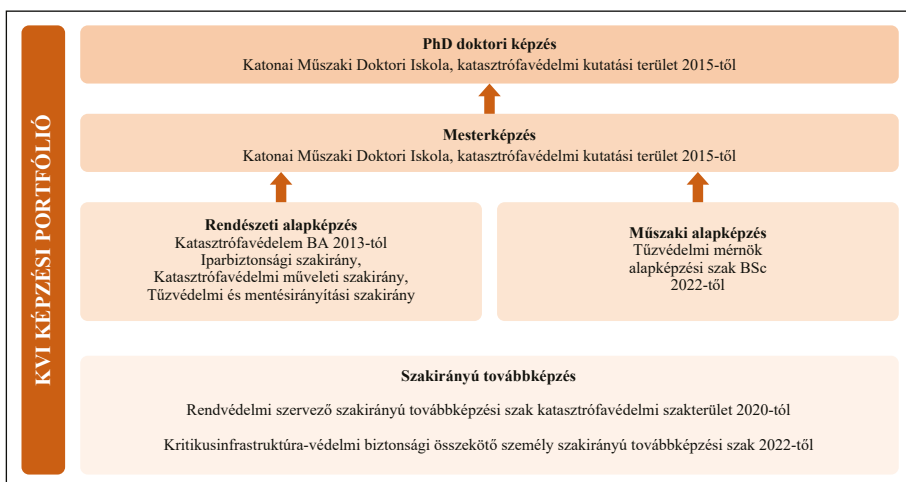 KVI KÉPZÉSI PORTFÓLIÓ
PhD doktori képzés
Katonai Műszaki Doktori Iskola, katasztrófavédelmi kutatási terület 2015-től
Mesterképzés
Katonai Műszaki Doktori Iskola, katasztrófavédelmi kutatási terület 2015-től
Rendészeti alapképzés
Katasztrófavédelem BA 2013-tól
Iparbiztonsági szakirány,
Katasztrófavédelmi műveleti szakirány,
Tűzvédelmi és mentésirányítási szakirány
Műszaki alapképzés
Tűzvédelmi mérnök
alapképzési szak BSc
2022-től
Szakirányú továbbképzés
Rendvédelmi szervező szakirányú továbbképzési szak katasztrófavédelmi szakterület 2020-tól
Kritikusinfrastruktúra-védelmi biztonsági összekötő személy szakirányú továbbképzési szak 2022-től